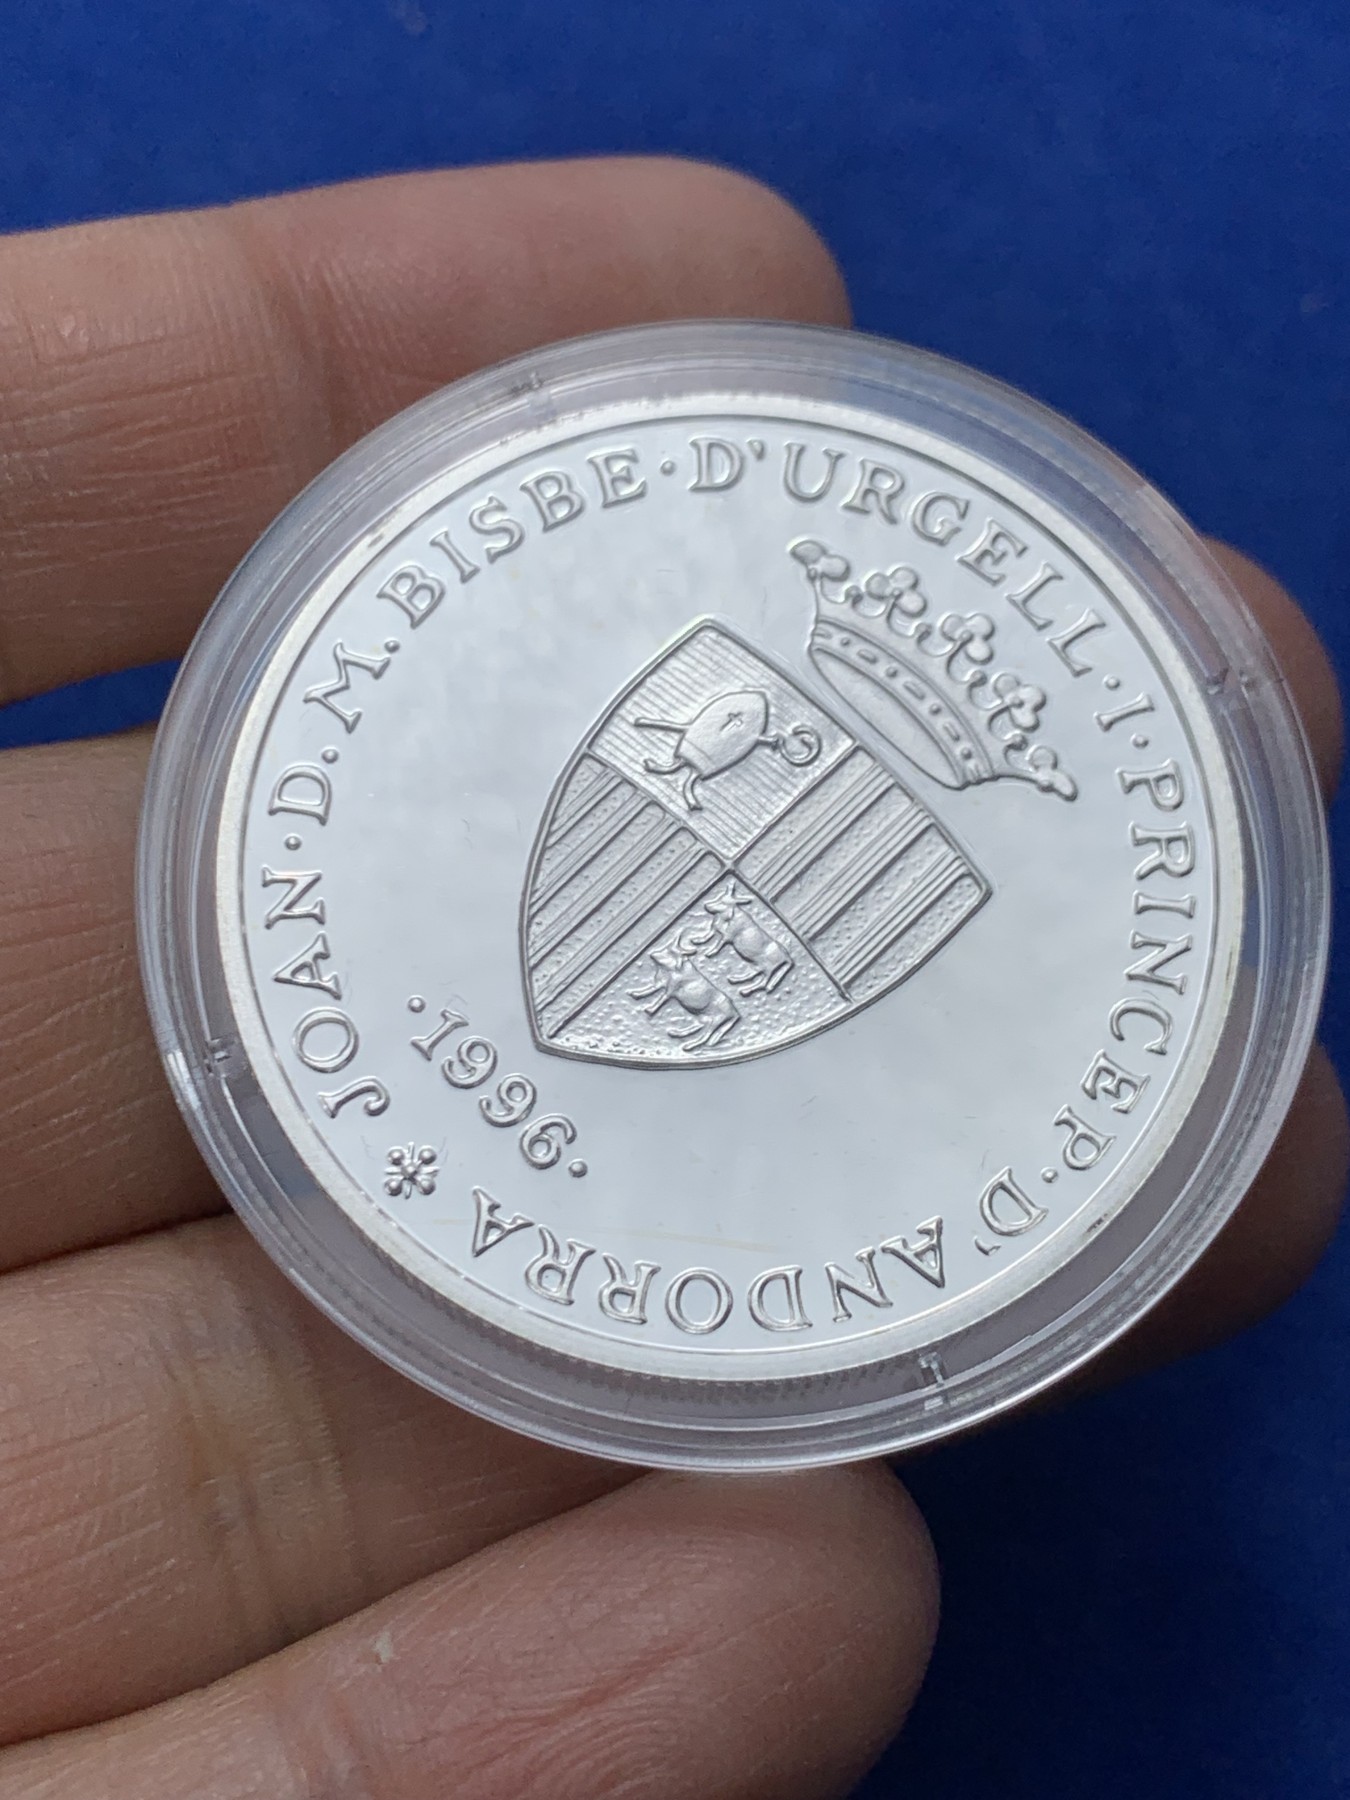 JOAN·D.·M. BISBE·D'URGELL·I·PRINCEP·D'ANDORRA
·1996·